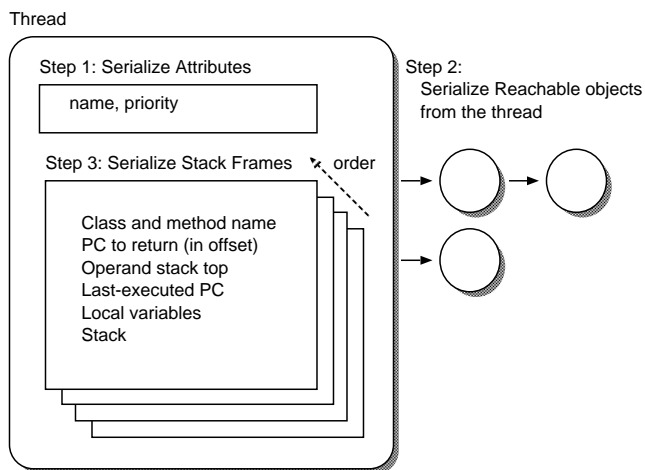 Thread
Step 1: Serialize Attributes
name, priority
Step 2:
Serialize Reachable objects
from the thread
Step 3: Serialize Stack Frames
order
Class and method name
PC to return (in offset)
Operand stack top
Last-executed PC
Local variables
Stack